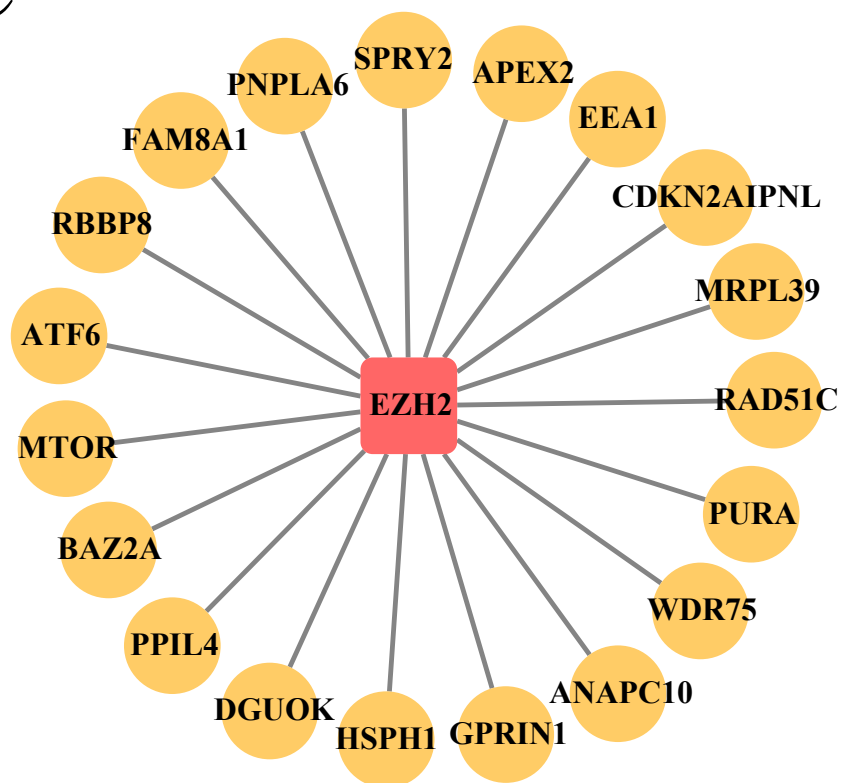 SPRY2
APEX2
PNPLA6
EEA1
FAM8A1
CDKN2AIPNL
RBBP8
MRPL39
ATF6
RAD51C
EZH2
MTOR
PURA
BAZ2A
WDR75
PPIL4
ANAPC10
DGUOK
GPRIN1
HSPH1